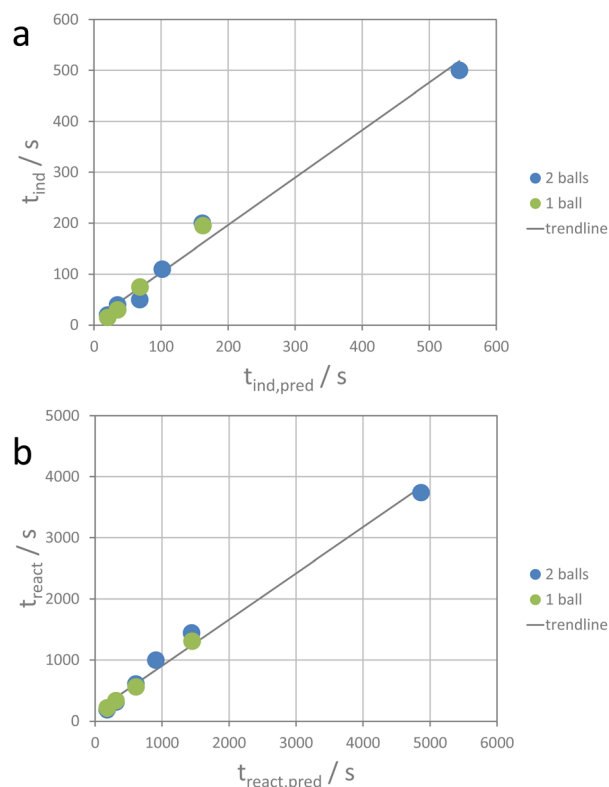 a
600
500
400
300
200
100
0
t_ind / s
0 100 200 300 400 500 600
t_ind,pred / s
2 balls
1 ball
trendline
b
5000
4000
3000
2000
1000
0
t_react / s
0 1000 2000 3000 4000 5000 6000
t_react,pred / s
2 balls
1 ball
trendline